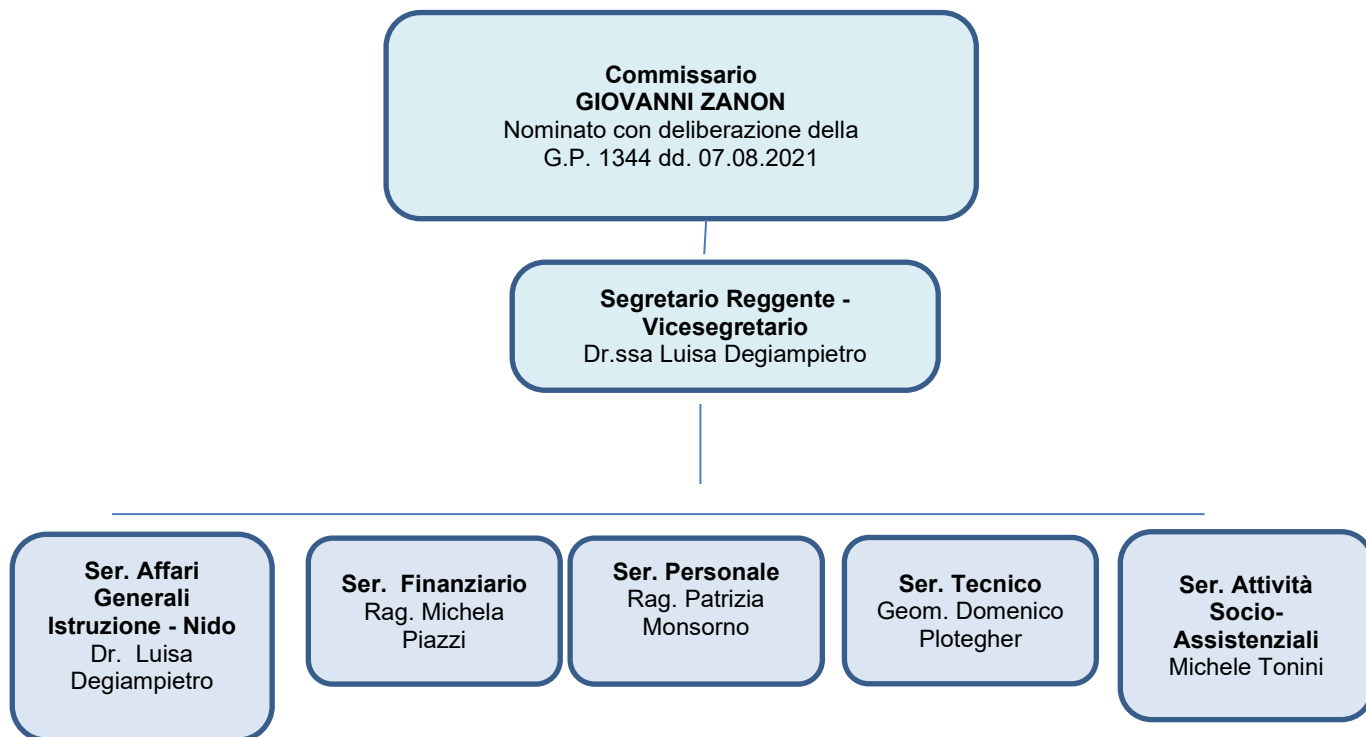 Commissario
GIOVANNI ZANON
Nominato con deliberazione della
G.P. 1344 dd. 07.08.2021
Segretario Reggente -
Vicesegretario
Dr.ssa Luisa Degiampietro
Ser. Affari
Generali
Istruzione - Nido
Dr. Luisa
Degiampietro
Ser. Finanziario
Rag. Michela
Piazzi
Ser. Personale
Rag. Patrizia
Monsorno
Ser. Tecnico
Geom. Domenico
Plotegher
Ser. Attività
Socio-
Assistenziali
Michele Tonini